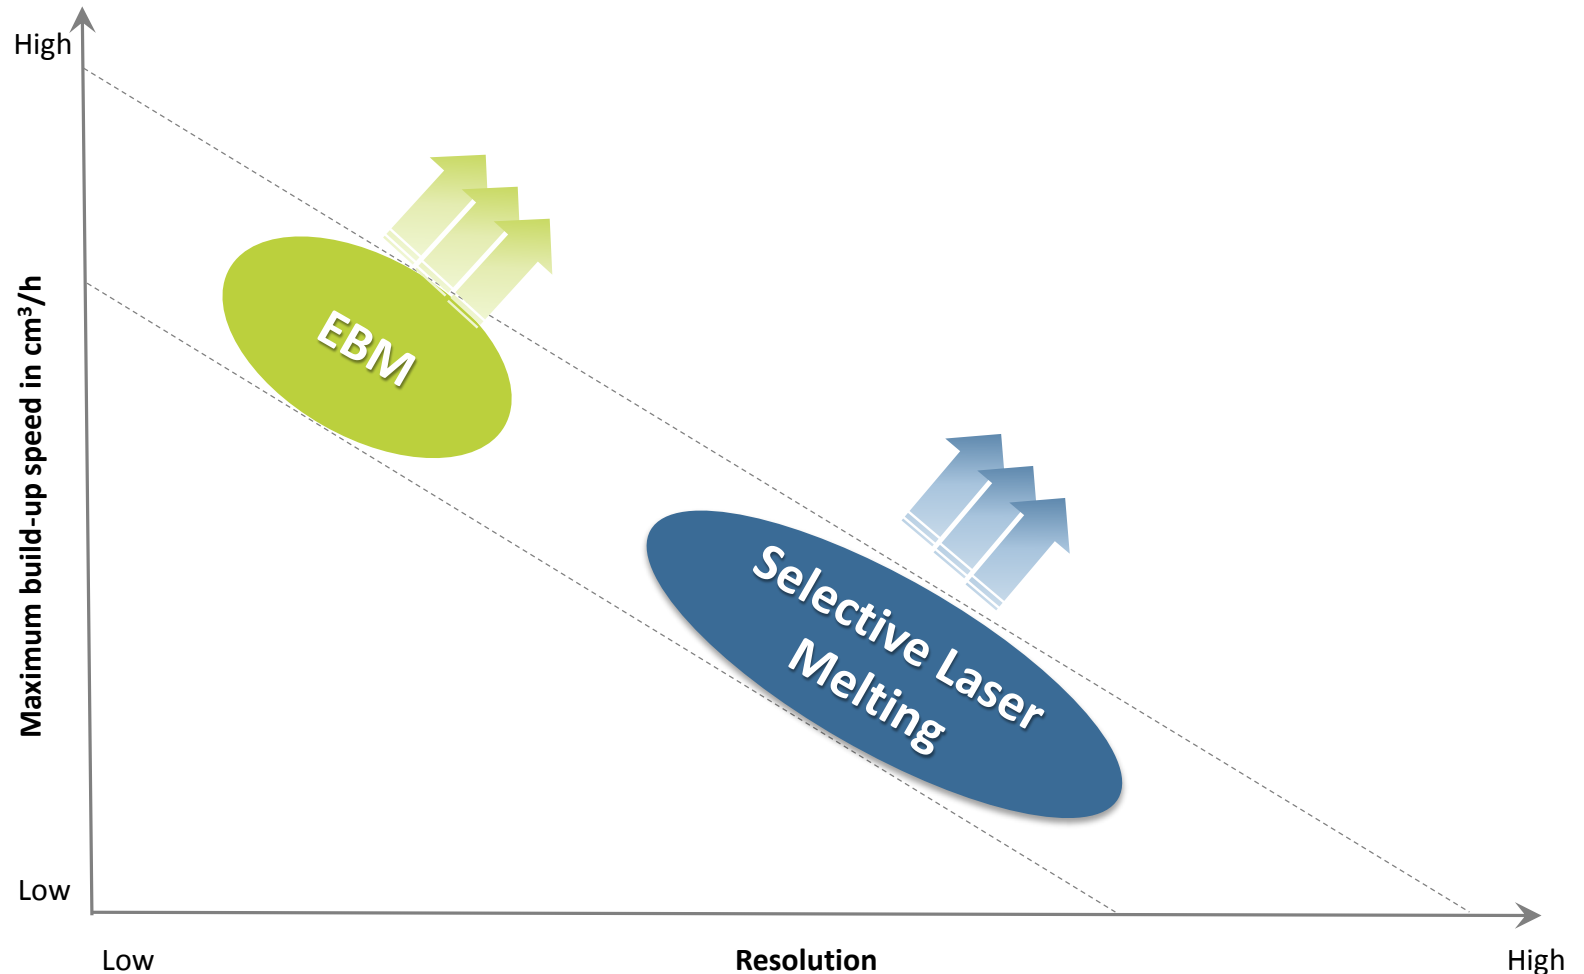 High
Maximum build-up speed in cm³/h
EBM
Selective Laser
Melting
Low
Low
Resolution
High